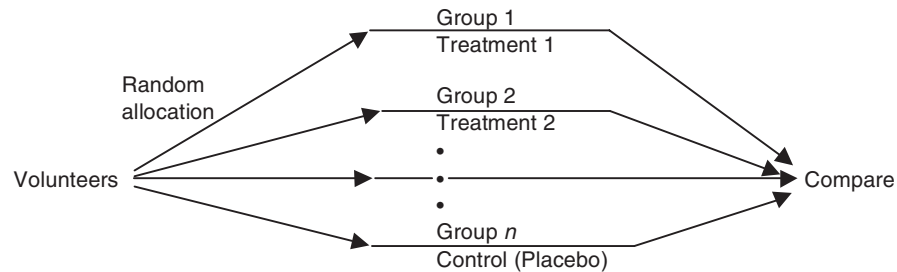 Group 1
Treatment 1
Random
allocation
Group 2
Treatment 2
Volunteers
Compare
Group n
Control (Placebo)